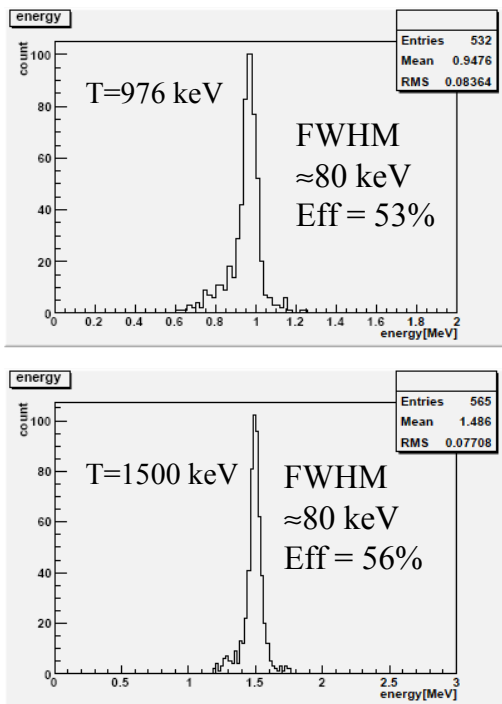 energy
Entries 532
Mean 0.9476
RMS 0.08364
count
100
80
60
40
20
0
T=976 keV
FWHM
≈80 keV
Eff = 53%
0 0.2 0.4 0.6 0.8 1 1.2 1.4 1.6 1.8 2
energy[MeV]
energy
Entries 565
Mean 1.486
RMS 0.07708
count
100
80
60
40
20
0
T=1500 keV
FWHM
≈80 keV
Eff = 56%
0 0.5 1 1.5 2 2.5 3
energy[MeV]